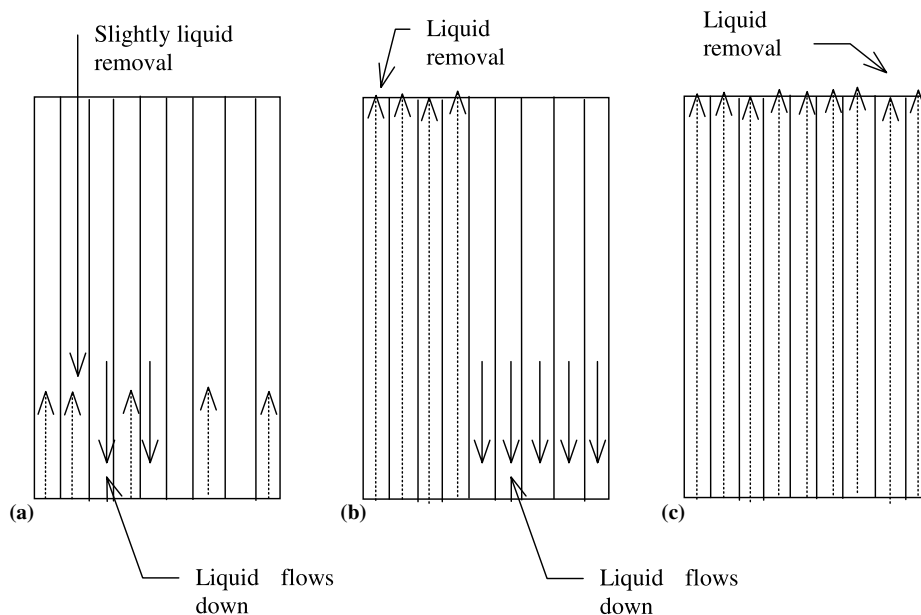 Slightly liquid
removal
Liquid
removal
Liquid
removal
(a)
(b)
(c)
Liquid flows
down
Liquid flows
down